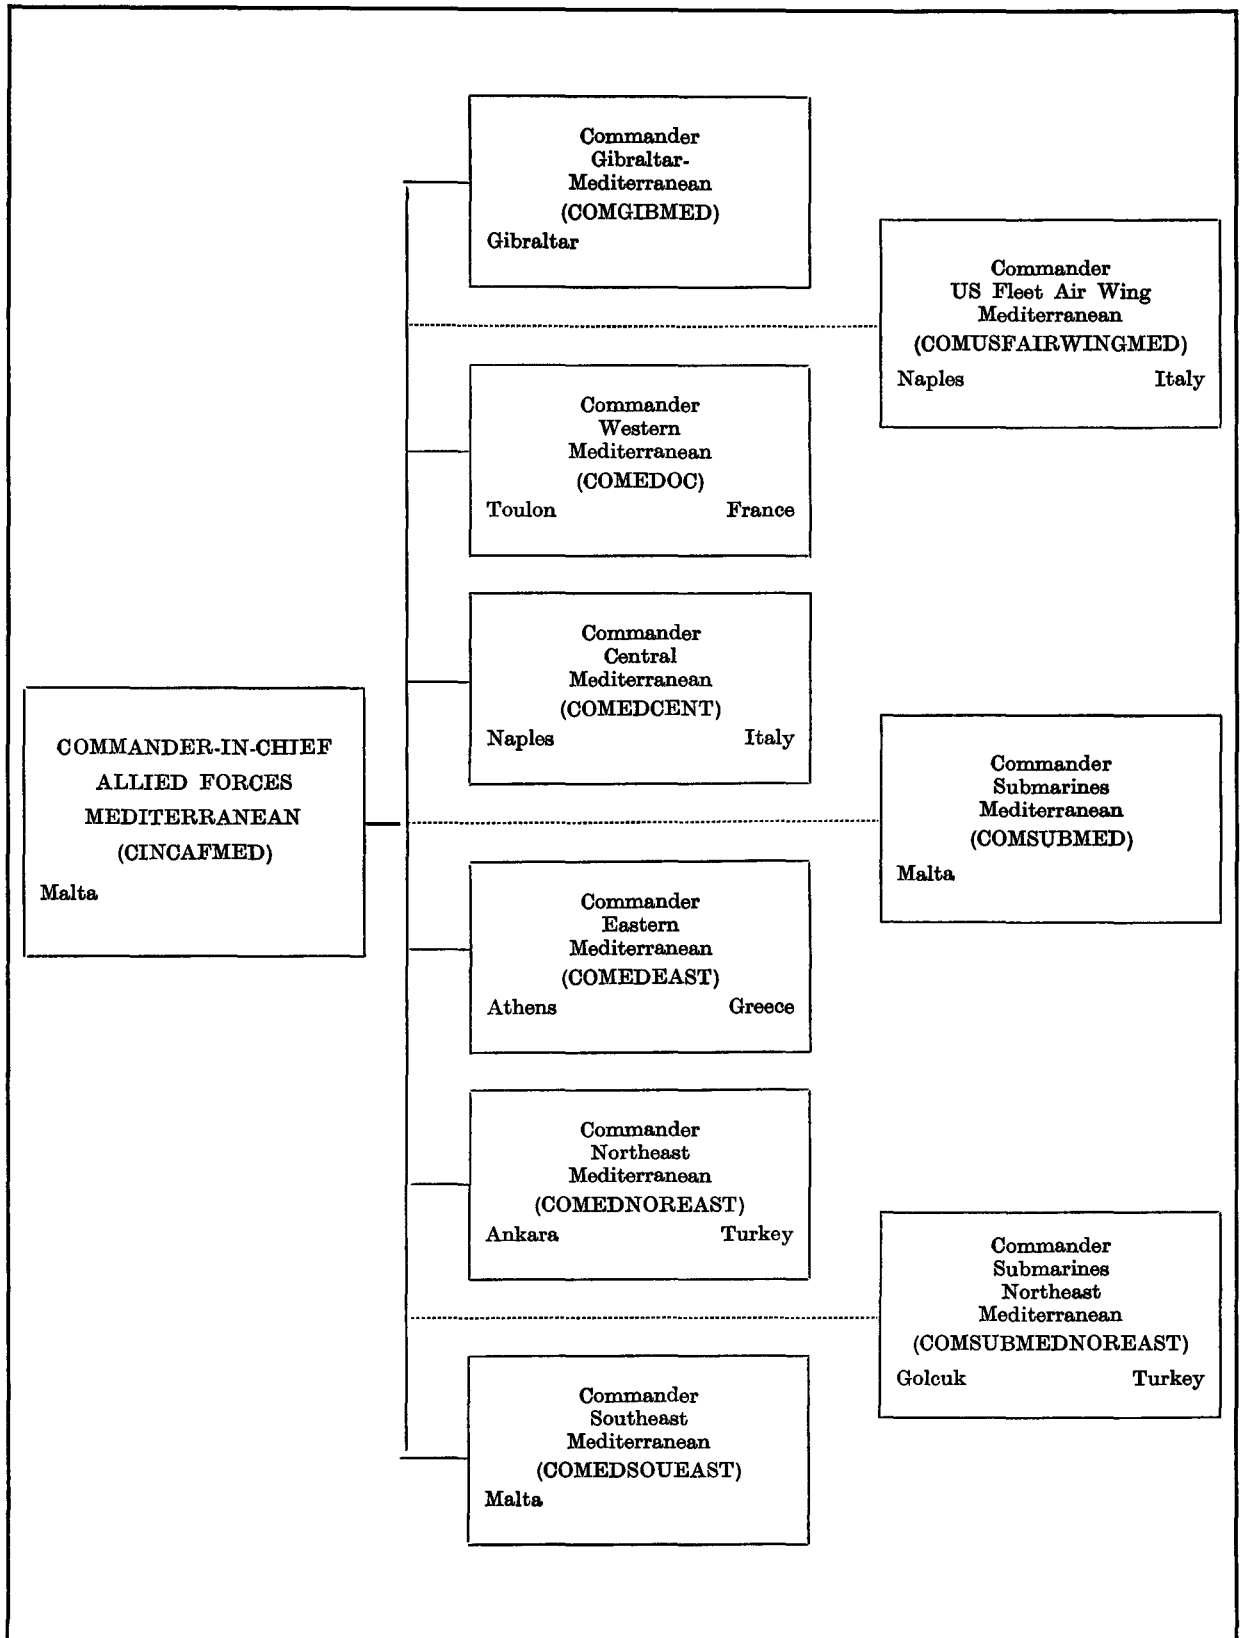 Commander
Gibraltar-
Mediterranean
(COMGIBMED)
Gibraltar
Commander
US Fleet Air Wing
Mediterranean
(COMUSFAIRWINGMED)
Naples Italy
Commander
Western
Mediterranean
(COMEDOC)
Toulon France
Commander
Central
Mediterranean
(COMEDCENT)
Naples Italy
COMMANDER-IN-CHIEF
ALLIED FORCES
MEDITERRANEAN
(CINCAFMED)
Malta
Commander
Submarines
Mediterranean
(COMSUBMED)
Malta
Commander
Eastern
Mediterranean
(COMEDEAST)
Athens Greece
Commander
Northeast
Mediterranean
(COMEDNOREAST)
Ankara Turkey
Commander
Submarines
Northeast
Mediterranean
(COMSUBMEDNOREAST)
Golcuk Turkey
Commander
Southeast
Mediterranean
(COMEDSOUEAST)
Malta